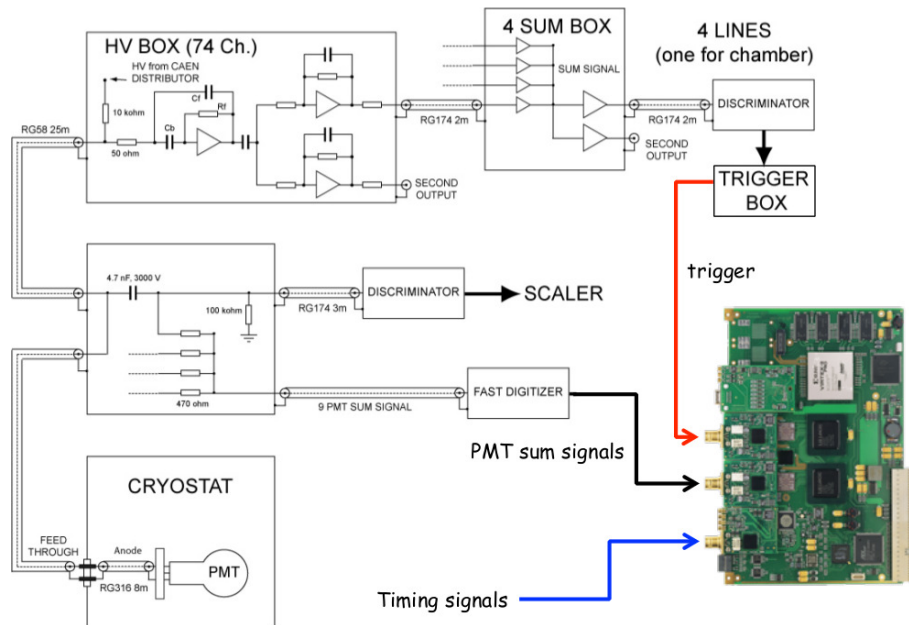 HV BOX (74 Ch.)
HV from CAEN
DISTRIBUTOR
10 kohm
Cf
Rf
Cb
50 ohm
RG58 25m
SECOND
OUTPUT
RG174 2m
4 SUM BOX
SUM SIGNAL
SECOND
OUTPUT
RG174 2m
4 LINES
(one for chamber)
DISCRIMINATOR
TRIGGER
BOX
trigger
4.7 nF, 3000 V
100 kohm
470 ohm
RG174 3m
DISCRIMINATOR
SCALER
9 PMT SUM SIGNAL
FAST DIGITIZER
PMT sum signals
CRYOSTAT
FEED
THROUGH
Anode
RG316 8m
PMT
Timing signals